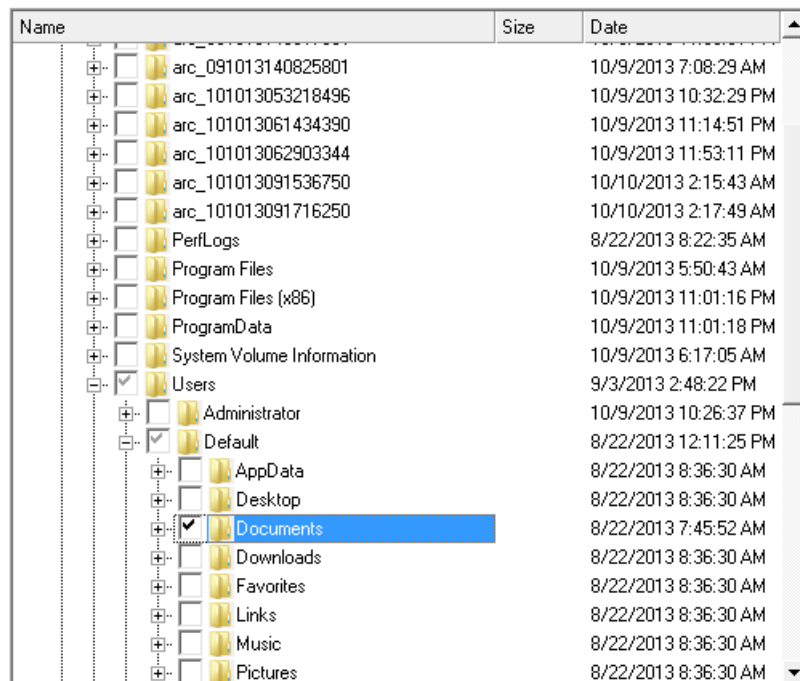 Name Size Date
arc_091013140825801 10/9/2013 7:08:29 AM
arc_101013053218496 10/9/2013 10:32:29 PM
arc_101013061434390 10/9/2013 11:14:51 PM
arc_101013062903344 10/9/2013 11:53:11 PM
arc_101013091536750 10/10/2013 2:15:43 AM
arc_101013091716250 10/10/2013 2:17:49 AM
PerfLogs 8/22/2013 8:22:35 AM
Program Files 10/9/2013 5:50:43 AM
Program Files (x86) 10/9/2013 11:01:16 PM
ProgramData 10/9/2013 11:01:18 PM
System Volume Information 10/9/2013 6:17:05 AM
Users 9/3/2013 2:48:22 PM
Administrator 10/9/2013 10:26:37 PM
Default 8/22/2013 12:11:25 PM
AppData 8/22/2013 8:36:30 AM
Desktop 8/22/2013 8:36:30 AM
Documents 8/22/2013 7:45:52 AM
Downloads 8/22/2013 8:36:30 AM
Favorites 8/22/2013 8:36:30 AM
Links 8/22/2013 8:36:30 AM
Music 8/22/2013 8:36:30 AM
Pictures 8/22/2013 8:36:30 AM